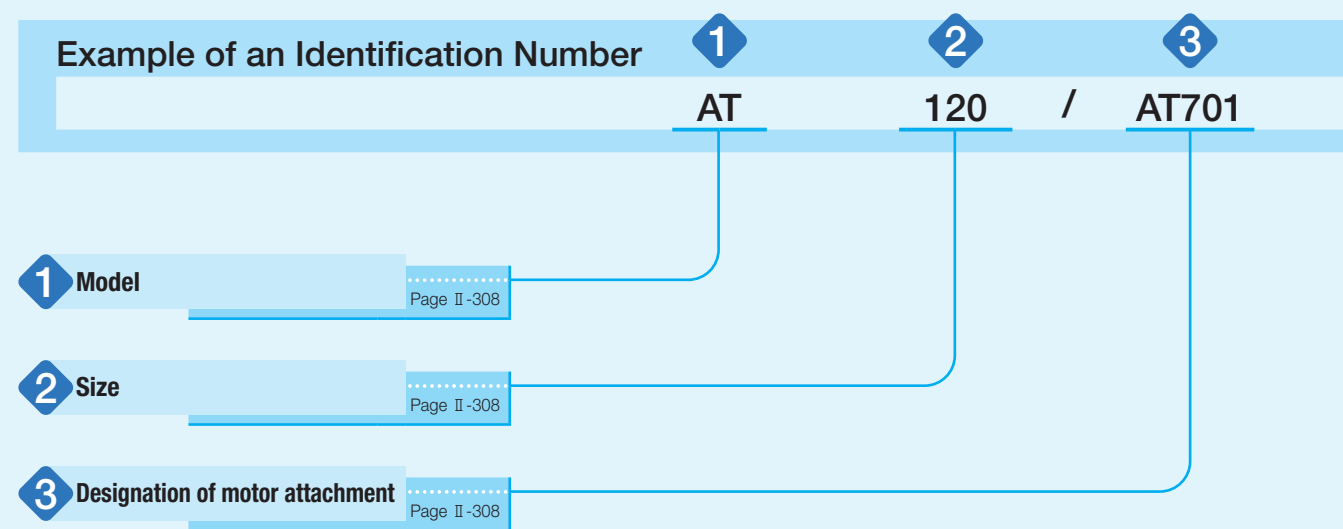 Example of an Identification Number 1 2 3
AT 120 / AT701
1 Model
Page Ⅱ-308
2 Size
Page Ⅱ-308
3 Designation of motor attachment
Page Ⅱ-308